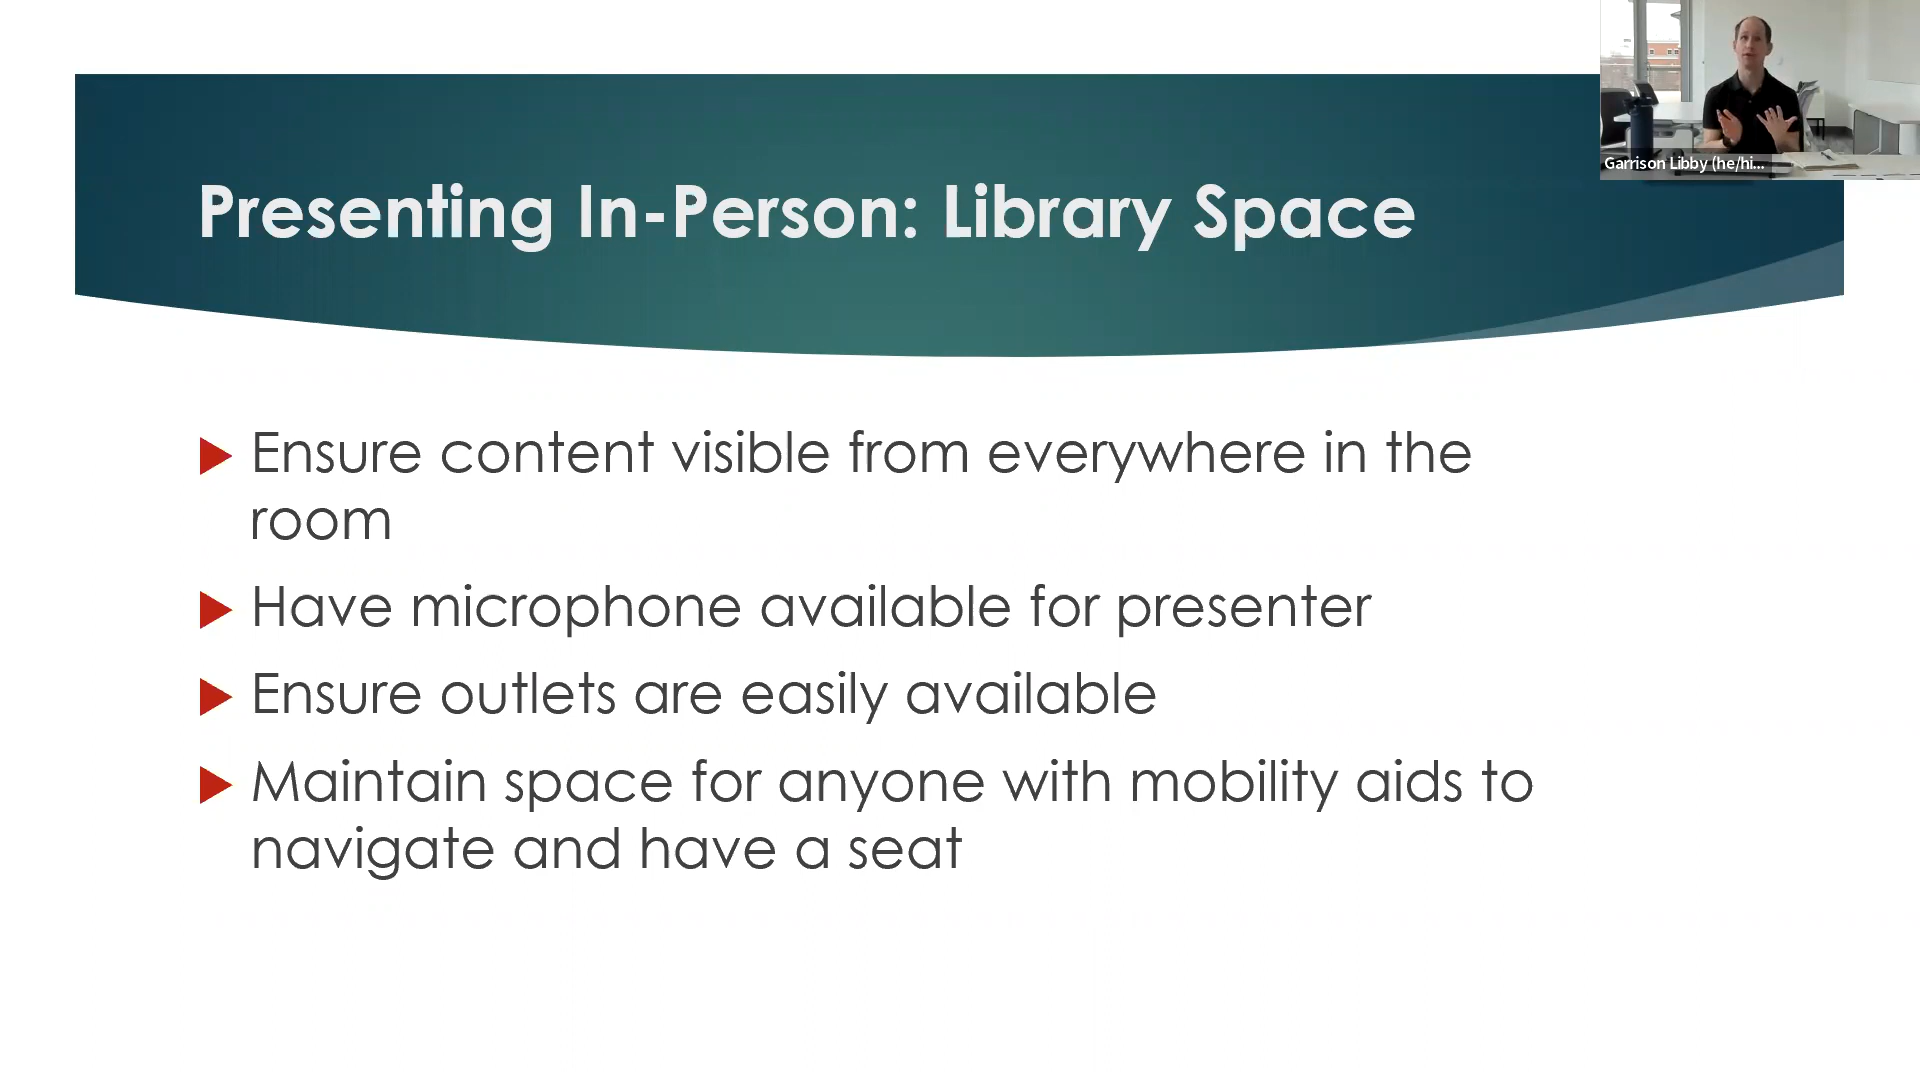 Garrison Libby (he/hi...
Presenting In-Person: Library Space
Ensure content visible from everywhere in the
room
Have microphone available for presenter
Ensure outlets are easily available
Maintain space for anyone with mobility aids to
navigate and have a seat